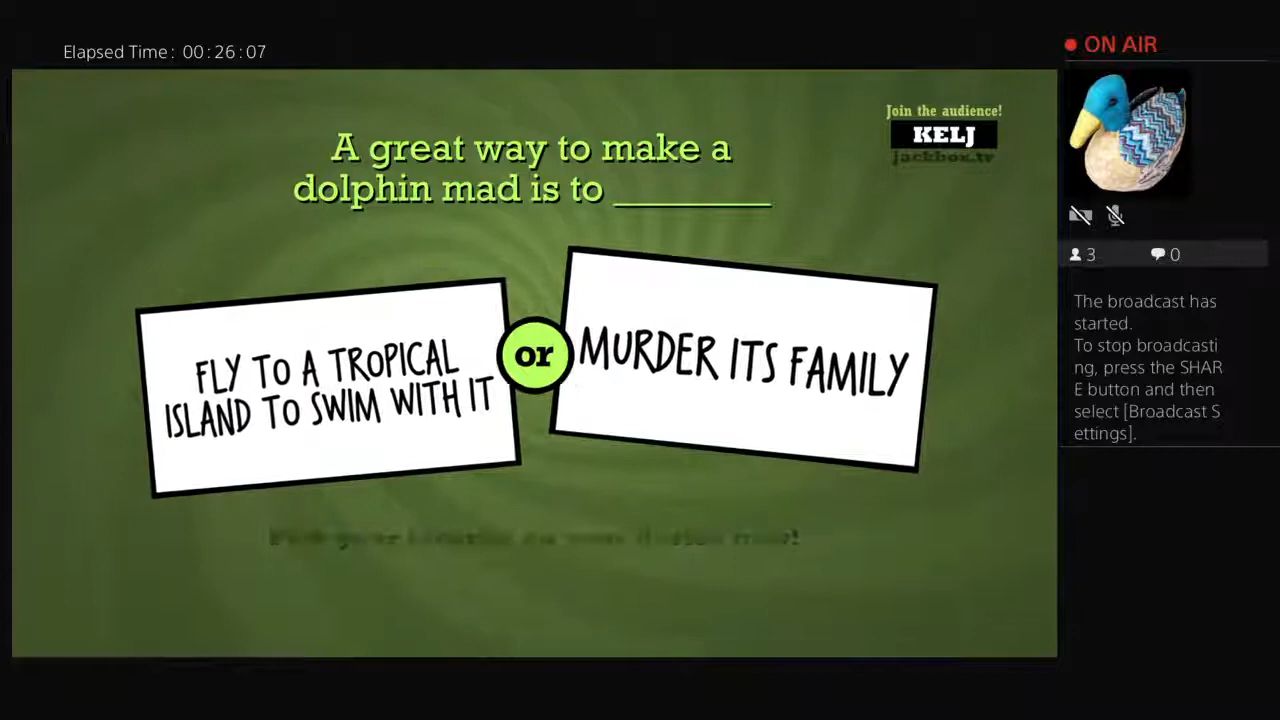 Elapsed Time: 00:26:07
ON AIR
Join the audience!
KELJ
jackbox.tv
A great way to make a
dolphin mad is to _________
FLY TO A TROPICAL
ISLAND TO SWIM WITH IT
or
MURDER ITS FAMILY
3
0
The broadcast has
started.
To stop broadcasti
ng, press the SHAR
E button and then
select [Broadcast S
ettings].